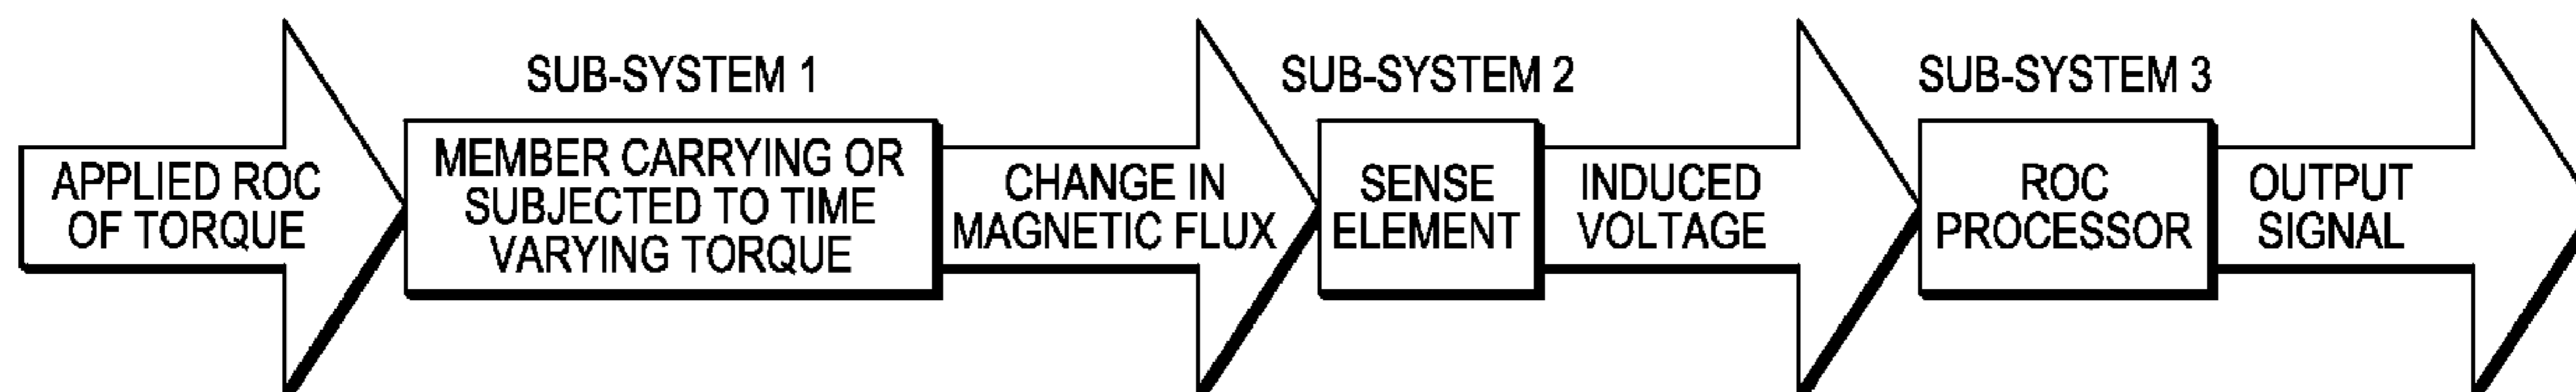 APPLIED ROC
OF TORQUE
SUB-SYSTEM 1
MEMBER CARRYING OR
SUBJECTED TO TIME
VARYING TORQUE
CHANGE IN
MAGNETIC FLUX
SUB-SYSTEM 2
SENSE
ELEMENT
INDUCED
VOLTAGE
SUB-SYSTEM 3
ROC
PROCESSOR
OUTPUT
SIGNAL